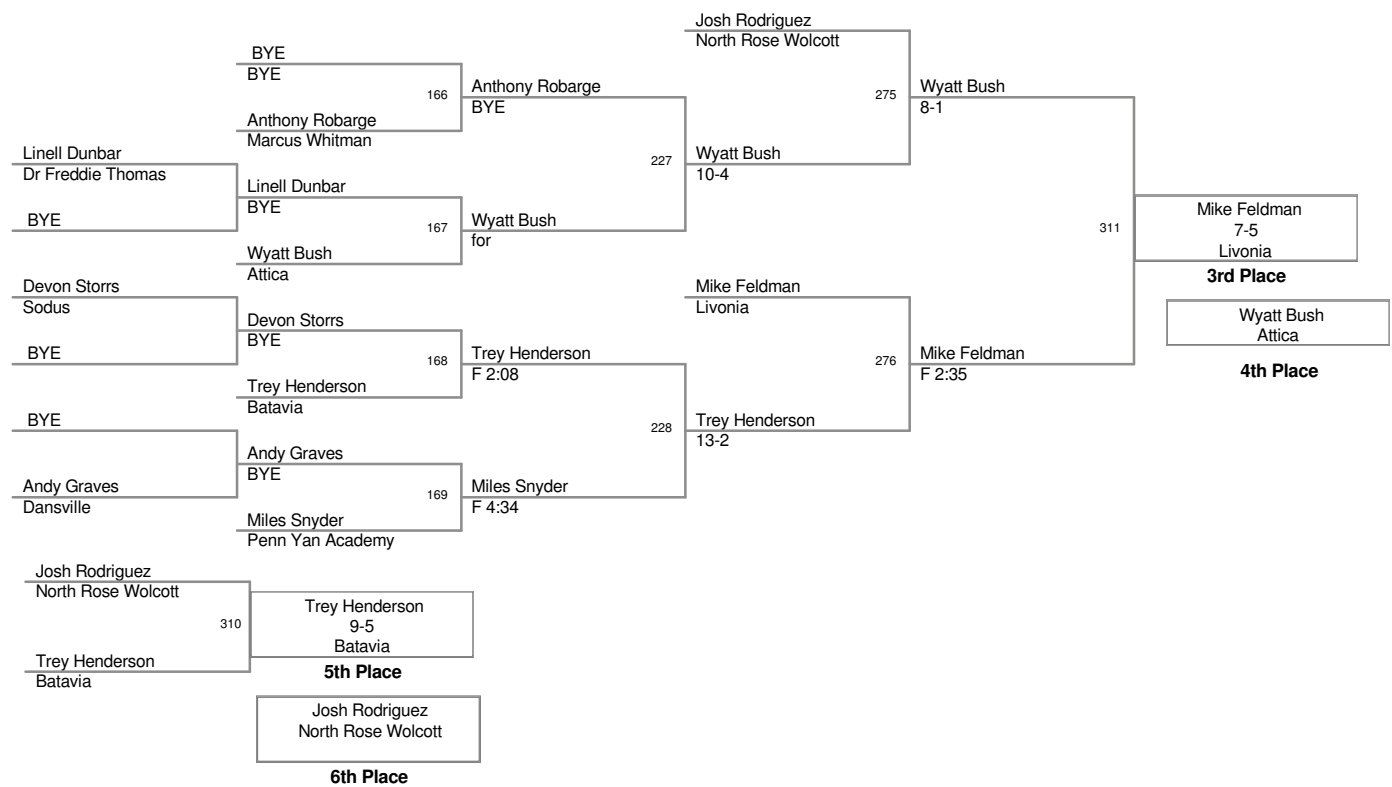 Josh Rodriguez
North Rose Wolcott
BYE
BYE
166
Anthony Robarge
BYE
275
Wyatt Bush
8-1
Anthony Robarge
Marcus Whitman
Linell Dunbar
Dr Freddie Thomas
227
Wyatt Bush
10-4
Linell Dunbar
BYE
BYE
167
Wyatt Bush
for
311
Mike Feldman
7-5
Livonia
3rd Place
Wyatt Bush
Attica
Devon Storrs
Sodus
Mike Feldman
Livonia
Wyatt Bush
Attica
4th Place
Devon Storrs
BYE
BYE
168
Trey Henderson
F 2:08
276
Mike Feldman
F 2:35
Trey Henderson
Batavia
BYE
228
Trey Henderson
13-2
Andy Graves
BYE
Andy Graves
Dansville
169
Miles Snyder
F 4:34
Miles Snyder
Penn Yan Academy
Josh Rodriguez
North Rose Wolcott
310
Trey Henderson
9-5
Batavia
5th Place
Trey Henderson
Batavia
Josh Rodriguez
North Rose Wolcott
6th Place